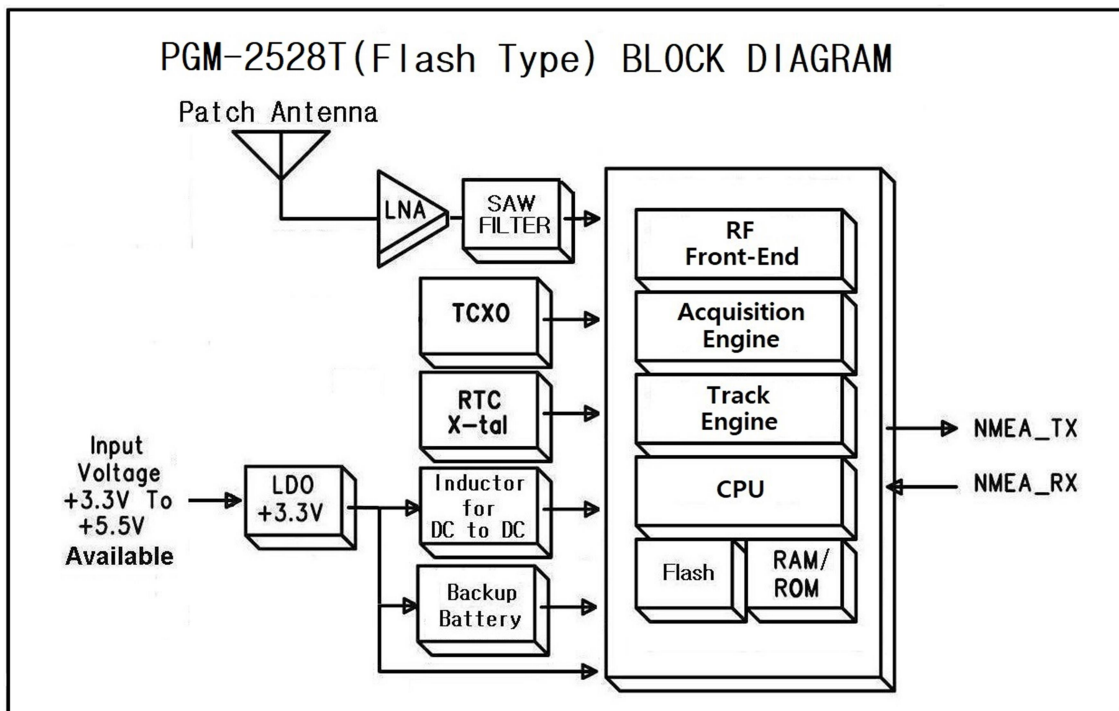 PGM-2528T(Flash Type) BLOCK DIAGRAM
Patch Antenna
LNA
SAW
FILTER
RF
Front-End
TCXO
Acquisition
Engine
RTC
X-tal
Track
Engine
NMEA_TX
Input
Voltage
+3.3V To
+5.5V
Available
LDO
+3.3V
Inductor
for
DC to DC
CPU
NMEA_RX
Backup
Battery
Flash
RAM/
ROM